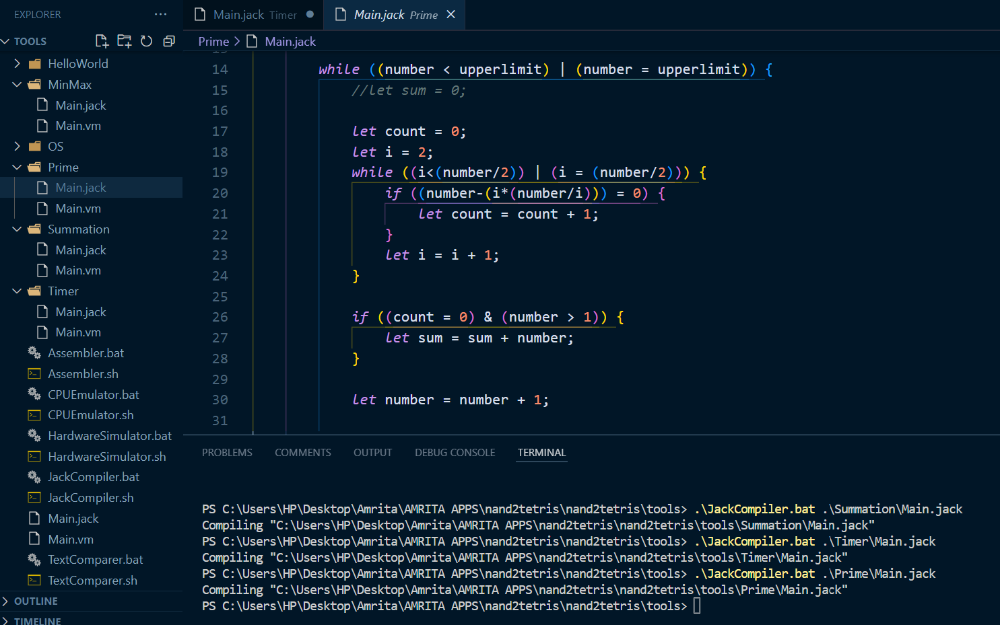 EXPLORER
TOOLS
HelloWorld
MinMax
Main.jack
Main.vm
OS
Prime
Main.jack
Main.vm
Summation
Main.jack
Main.vm
Timer
Main.jack
Main.vm
Assembler.bat
Assembler.sh
CPUEmulator.bat
CPUEmulator.sh
HardwareSimulator.bat
HardwareSimulator.sh
JackCompiler.bat
JackCompiler.sh
Main.jack
Main.vm
TextComparer.bat
TextComparer.sh
OUTLINE
TIMELINE
Main.jack Timer
Main.jack Prime
Prime > Main.jack
14 while ((number < upperlimit) | (number = upperlimit)) {
15 //let sum = 0;
16
17 let count = 0;
18 let i = 2;
19 while ((i<(number/2)) | (i = (number/2))) {
20 if ((number-(i*(number/i))) = 0) {
21 let count = count + 1;
22 }
23 let i = i + 1;
24 }
25
26 if ((count = 0) & (number > 1)) {
27 let sum = sum + number;
28 }
29
30 let number = number + 1;
31
PROBLEMS COMMENTS OUTPUT DEBUG CONSOLE TERMINAL
PS C:\Users\HP\Desktop\Amrita\AMRITA APPS\nand2tetris\nand2tetris\tools> .\JackCompiler.bat .\Summation\Main.jack
Compiling "C:\Users\HP\Desktop\Amrita\AMRITA APPS\nand2tetris\nand2tetris\tools\Summation\Main.jack"
PS C:\Users\HP\Desktop\Amrita\AMRITA APPS\nand2tetris\nand2tetris\tools> .\JackCompiler.bat .\Timer\Main.jack
Compiling "C:\Users\HP\Desktop\Amrita\AMRITA APPS\nand2tetris\nand2tetris\tools\Timer\Main.jack"
PS C:\Users\HP\Desktop\Amrita\AMRITA APPS\nand2tetris\nand2tetris\tools> .\JackCompiler.bat .\Prime\Main.jack
Compiling "C:\Users\HP\Desktop\Amrita\AMRITA APPS\nand2tetris\nand2tetris\tools\Prime\Main.jack"
PS C:\Users\HP\Desktop\Amrita\AMRITA APPS\nand2tetris\nand2tetris\tools>